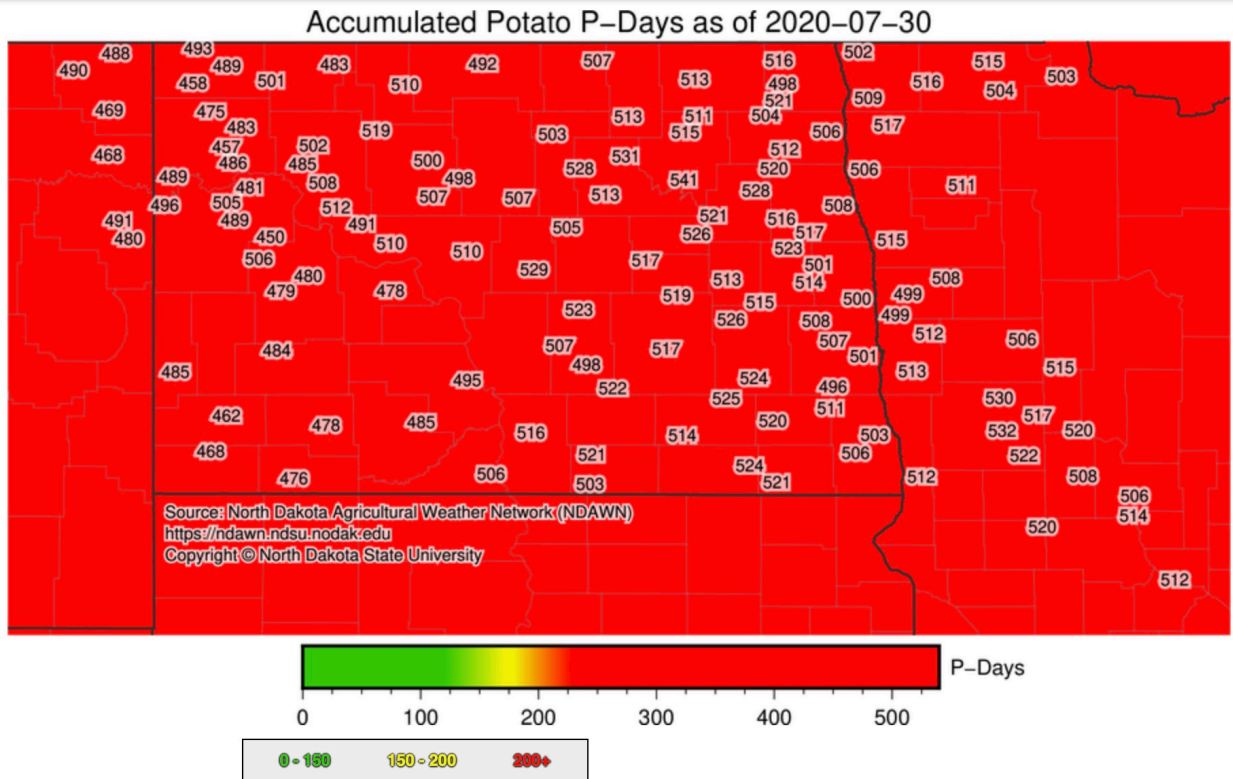 Accumulated Potato P−Days as of 2020−07−30
488 493 507 516 502
490 489 483 492 515
458 501 510 513 498 516 503
521 509 504
469 475 513 511 504
483 519 503 515 506 517
457 502 512
468 486 485 500 528 531 520 506
489 508 498 541
481 507 507 513 528 511
496 505 512 508
491 489 491 505 521 516
480 450 510 526 517 515
506 510 517 523
480 529 513 501 508
479 478 519 514 499
523 515 500
526 508 499
484 507 517 507 512 506
485 498 501 515
495 522 524 496 513
462 525 511 530
478 485 520 517
468 516 514 503 532 520
521 506 522
476 506 524 512 508
503 521 506
514
520
512
Source: North Dakota Agricultural Weather Network (NDAWN)
https://ndawn.ndsu.nodak.edu
Copyright © North Dakota State University
P−Days
0 100 200 300 400 500
0 - 150 150 - 200 200+